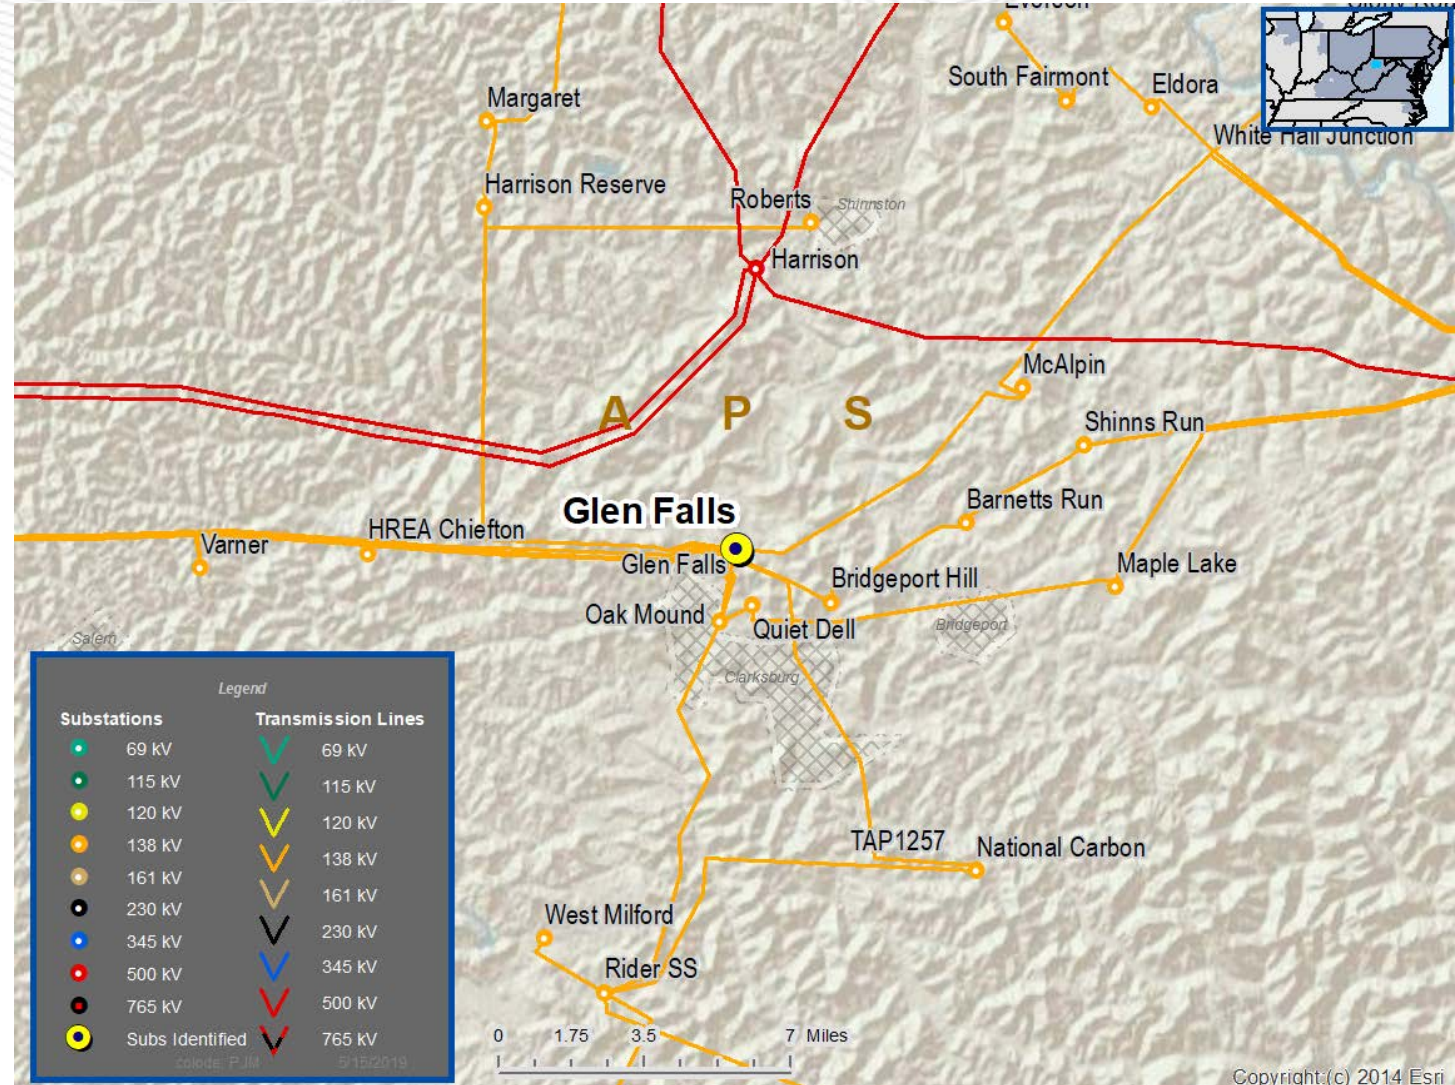 South Fairmont
Eldora
Margaret
White Hall Junction
Harrison Reserve
Roberts
Shinnston
Harrison
McAlpin
A P S
Shinns Run
Glen Falls
Barnetts Run
HREA Chiefton
Varner
Glen Falls
Maple Lake
Bridgeport Hill
Oak Mound
Quiet Dell
Bridgeport
Salem
Clarksburg
TAP1257
National Carbon
West Milford
Rider SS
Legend
Substations
69 kV
115 kV
120 kV
138 kV
161 kV
230 kV
345 kV
500 kV
765 kV
Subs Identified
Transmission Lines
69 kV
115 kV
120 kV
138 kV
161 kV
230 kV
345 kV
500 kV
765 kV
PJM 5/15/2019
0 1.75 3.5 7 Miles
Copyright:(c) 2014 Esri